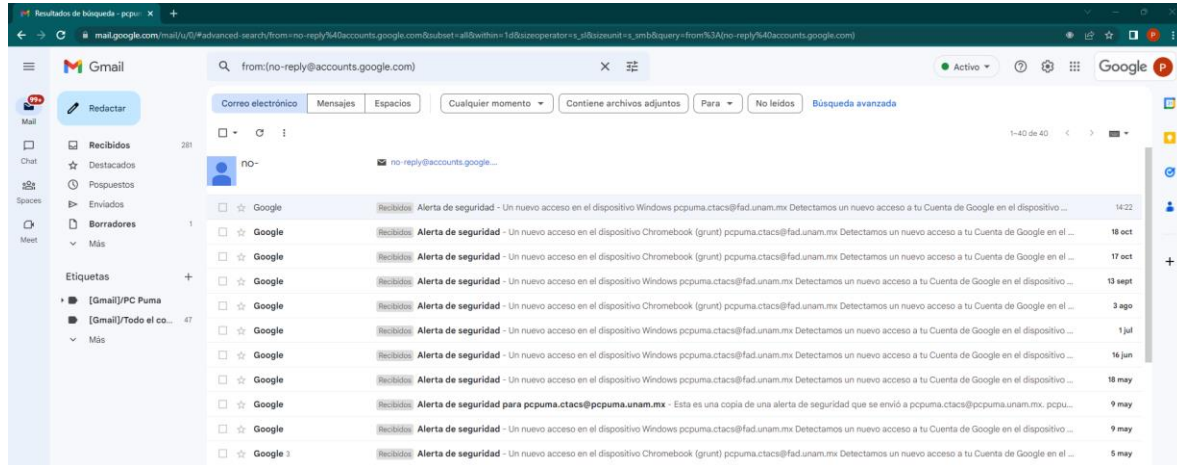 Resultados de búsqueda - pcpum
mail.google.com/mail/u/0/#advanced-search/from=no-reply%40accounts.google.com&subset=all&within=1d&sizeoperator=s_sl&sizeunit=s_smb&query=from%3A(no-reply%40accounts.google.com)
Gmail
from:(no-reply@accounts.google.com)
Activo
Google P
99+
Mail
Chat
Spaces
Meet
Redactar
Recibidos 281
Destacados
Pospuestos
Enviados
Borradores 1
Más
Etiquetas +
[Gmail]/PC Puma
[Gmail]/Todo el co... 47
Más
Correo electrónico Mensajes Espacios Cualquier momento Contiene archivos adjuntos Para No leídos Búsqueda avanzada
1–40 de 40
no- no-reply@accounts.google....
Google Recibidos Alerta de seguridad - Un nuevo acceso en el dispositivo Windows pcpuma.ctacs@fad.unam.mx Detectamos un nuevo acceso a tu Cuenta de Google en el dispositivo ... 14:22
Google Recibidos Alerta de seguridad - Un nuevo acceso en el dispositivo Chromebook (grunt) pcpuma.ctacs@fad.unam.mx Detectamos un nuevo acceso a tu Cuenta de Google en el ... 18 oct
Google Recibidos Alerta de seguridad - Un nuevo acceso en el dispositivo Chromebook (grunt) pcpuma.ctacs@fad.unam.mx Detectamos un nuevo acceso a tu Cuenta de Google en el ... 17 oct
Google Recibidos Alerta de seguridad - Un nuevo acceso en el dispositivo Windows pcpuma.ctacs@fad.unam.mx Detectamos un nuevo acceso a tu Cuenta de Google en el dispositivo ... 13 sept
Google Recibidos Alerta de seguridad - Un nuevo acceso en el dispositivo Chromebook (grunt) pcpuma.ctacs@fad.unam.mx Detectamos un nuevo acceso a tu Cuenta de Google en el ... 3 ago
Google Recibidos Alerta de seguridad - Un nuevo acceso en el dispositivo Windows pcpuma.ctacs@fad.unam.mx Detectamos un nuevo acceso a tu Cuenta de Google en el dispositivo ... 1 jul
Google Recibidos Alerta de seguridad - Un nuevo acceso en el dispositivo Windows pcpuma.ctacs@fad.unam.mx Detectamos un nuevo acceso a tu Cuenta de Google en el dispositivo ... 16 jun
Google Recibidos Alerta de seguridad - Un nuevo acceso en el dispositivo Windows pcpuma.ctacs@fad.unam.mx Detectamos un nuevo acceso a tu Cuenta de Google en el dispositivo ... 18 may
Google Recibidos Alerta de seguridad para pcpuma.ctacs@pcpuma.unam.mx - Esta es una copia de una alerta de seguridad que se envió a pcpuma.ctacs@pcpuma.unam.mx. pcpu... 9 may
Google Recibidos Alerta de seguridad - Un nuevo acceso en el dispositivo Windows pcpuma.ctacs@fad.unam.mx Detectamos un nuevo acceso a tu Cuenta de Google en el dispositivo ... 9 may
Google 3 Recibidos Alerta de seguridad - Un nuevo acceso en el dispositivo Chromebook (grunt) pcpuma.ctacs@fad.unam.mx Detectamos un nuevo acceso a tu Cuenta de Google en el ... 5 may